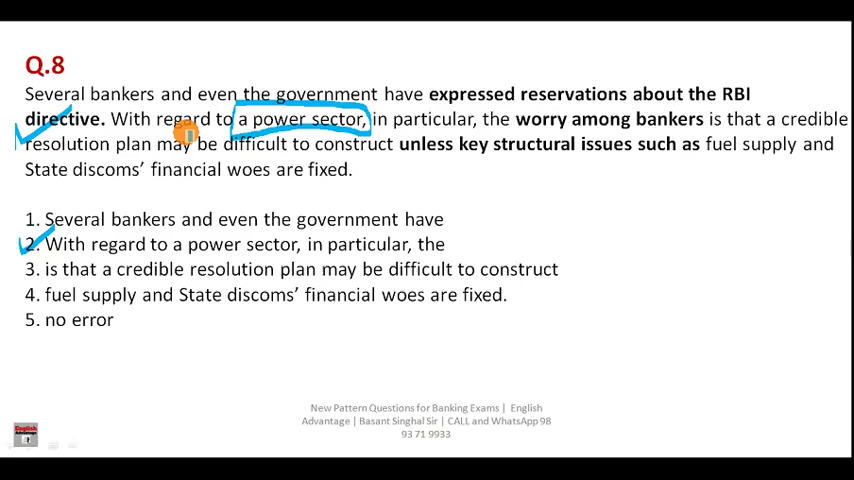 Q.8
Several bankers and even the government have expressed reservations about the RBI
directive. With regard to a power sector, in particular, the worry among bankers is that a credible
resolution plan may be difficult to construct unless key structural issues such as fuel supply and
State discoms' financial woes are fixed.
1. Several bankers and even the government have
2. With regard to a power sector, in particular, the
3. is that a credible resolution plan may be difficult to construct
4. fuel supply and State discoms' financial woes are fixed.
5. no error
New Pattern Questions for Banking Exams | English
Advantage | Basant Singhal Sir | CALL and WhatsApp 98
93 71 9933
English
Advantage